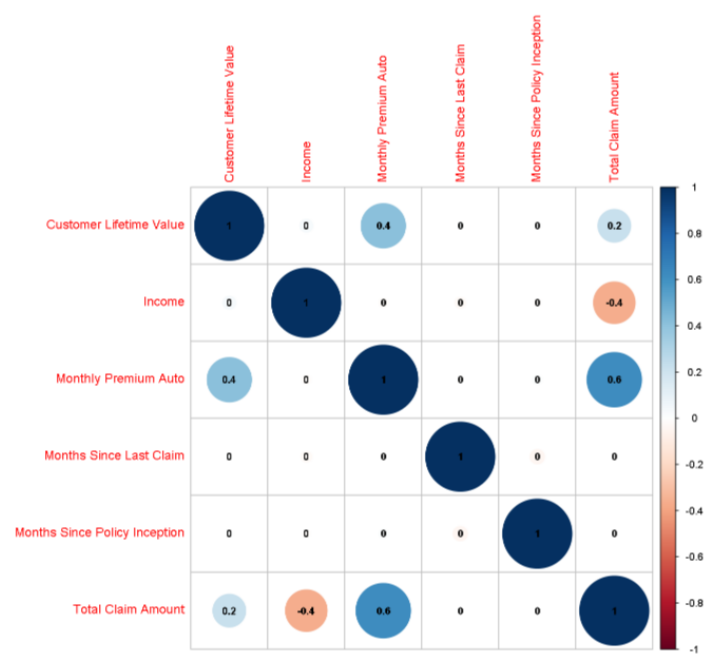 Customer Lifetime Value
Income
Monthly Premium Auto
Months Since Last Claim
Months Since Policy Inception
Total Claim Amount
Customer Lifetime Value 1 0 0.4 0 0 0.2
Income 0 1 0 0 0 -0.4
Monthly Premium Auto 0.4 0 1 0 0 0.6
Months Since Last Claim 0 0 0 1 0 0
Months Since Policy Inception 0 0 0 0 1 0
Total Claim Amount 0.2 -0.4 0.6 0 0 1
1
0.8
0.6
0.4
0.2
0
-0.2
-0.4
-0.6
-0.8
-1